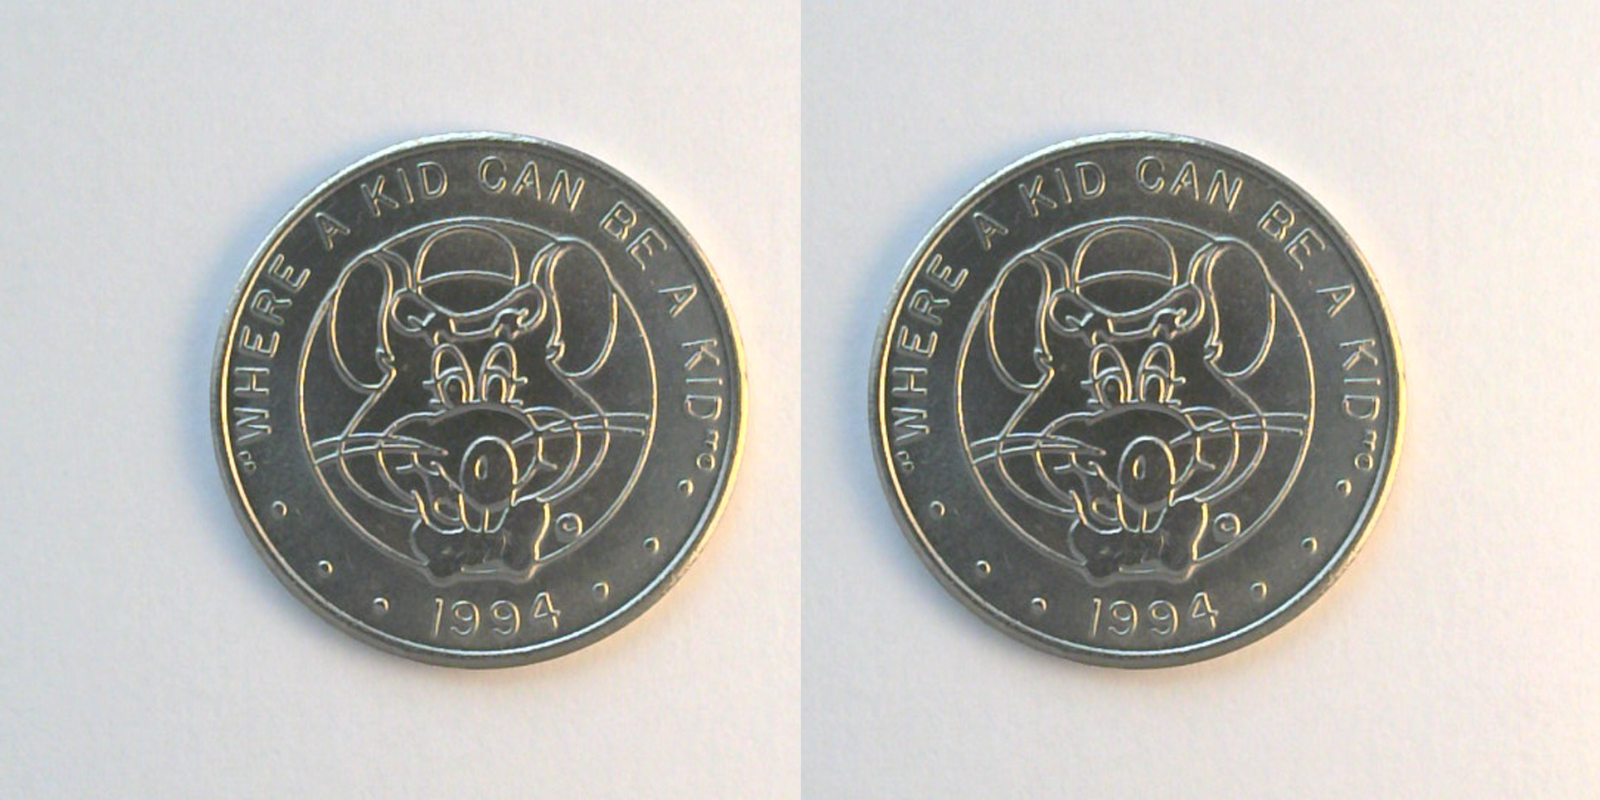 "WHERE A KID CAN BE A KID"
©
1994
"WHERE A KID CAN BE A KID"
©
1994